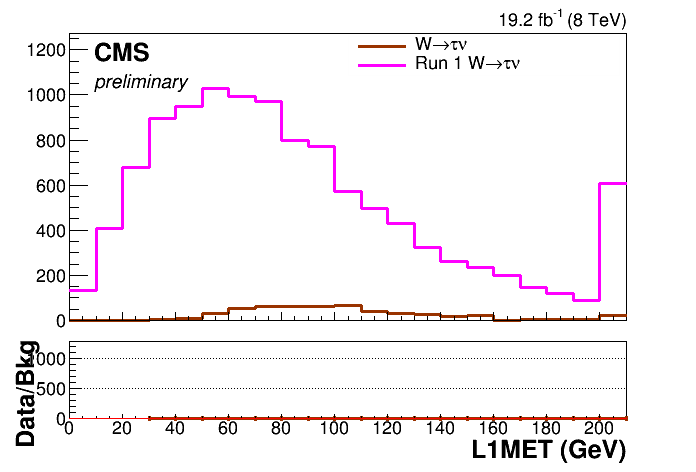 19.2 fb⁻¹ (8 TeV)
CMS
preliminary
W→τν
Run 1 W→τν
1200
1000
800
600
400
200
0
Data/Bkg
1000
500
0
0 20 40 60 80 100 120 140 160 180 200
L1MET (GeV)